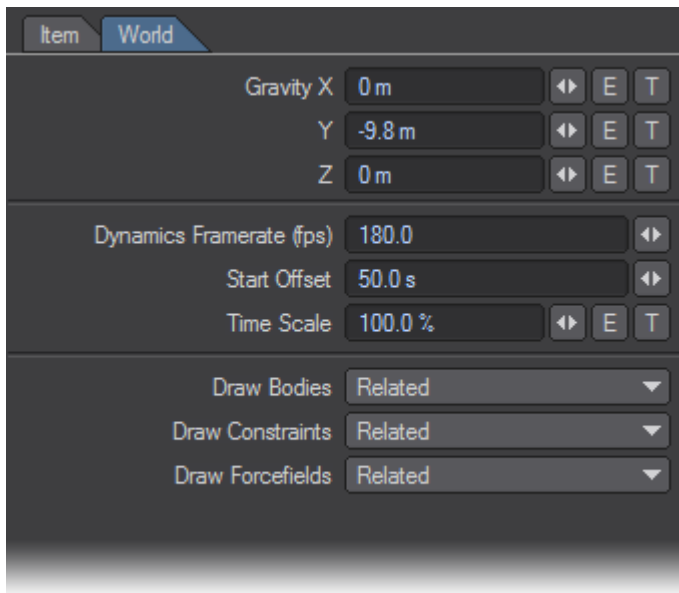 Item World
Gravity X 0 m E T
Y -9.8 m E T
Z 0 m E T
Dynamics Framerate (fps) 180.0
Start Offset 50.0 s
Time Scale 100.0 % E T
Draw Bodies Related
Draw Constraints Related
Draw Forcefields Related